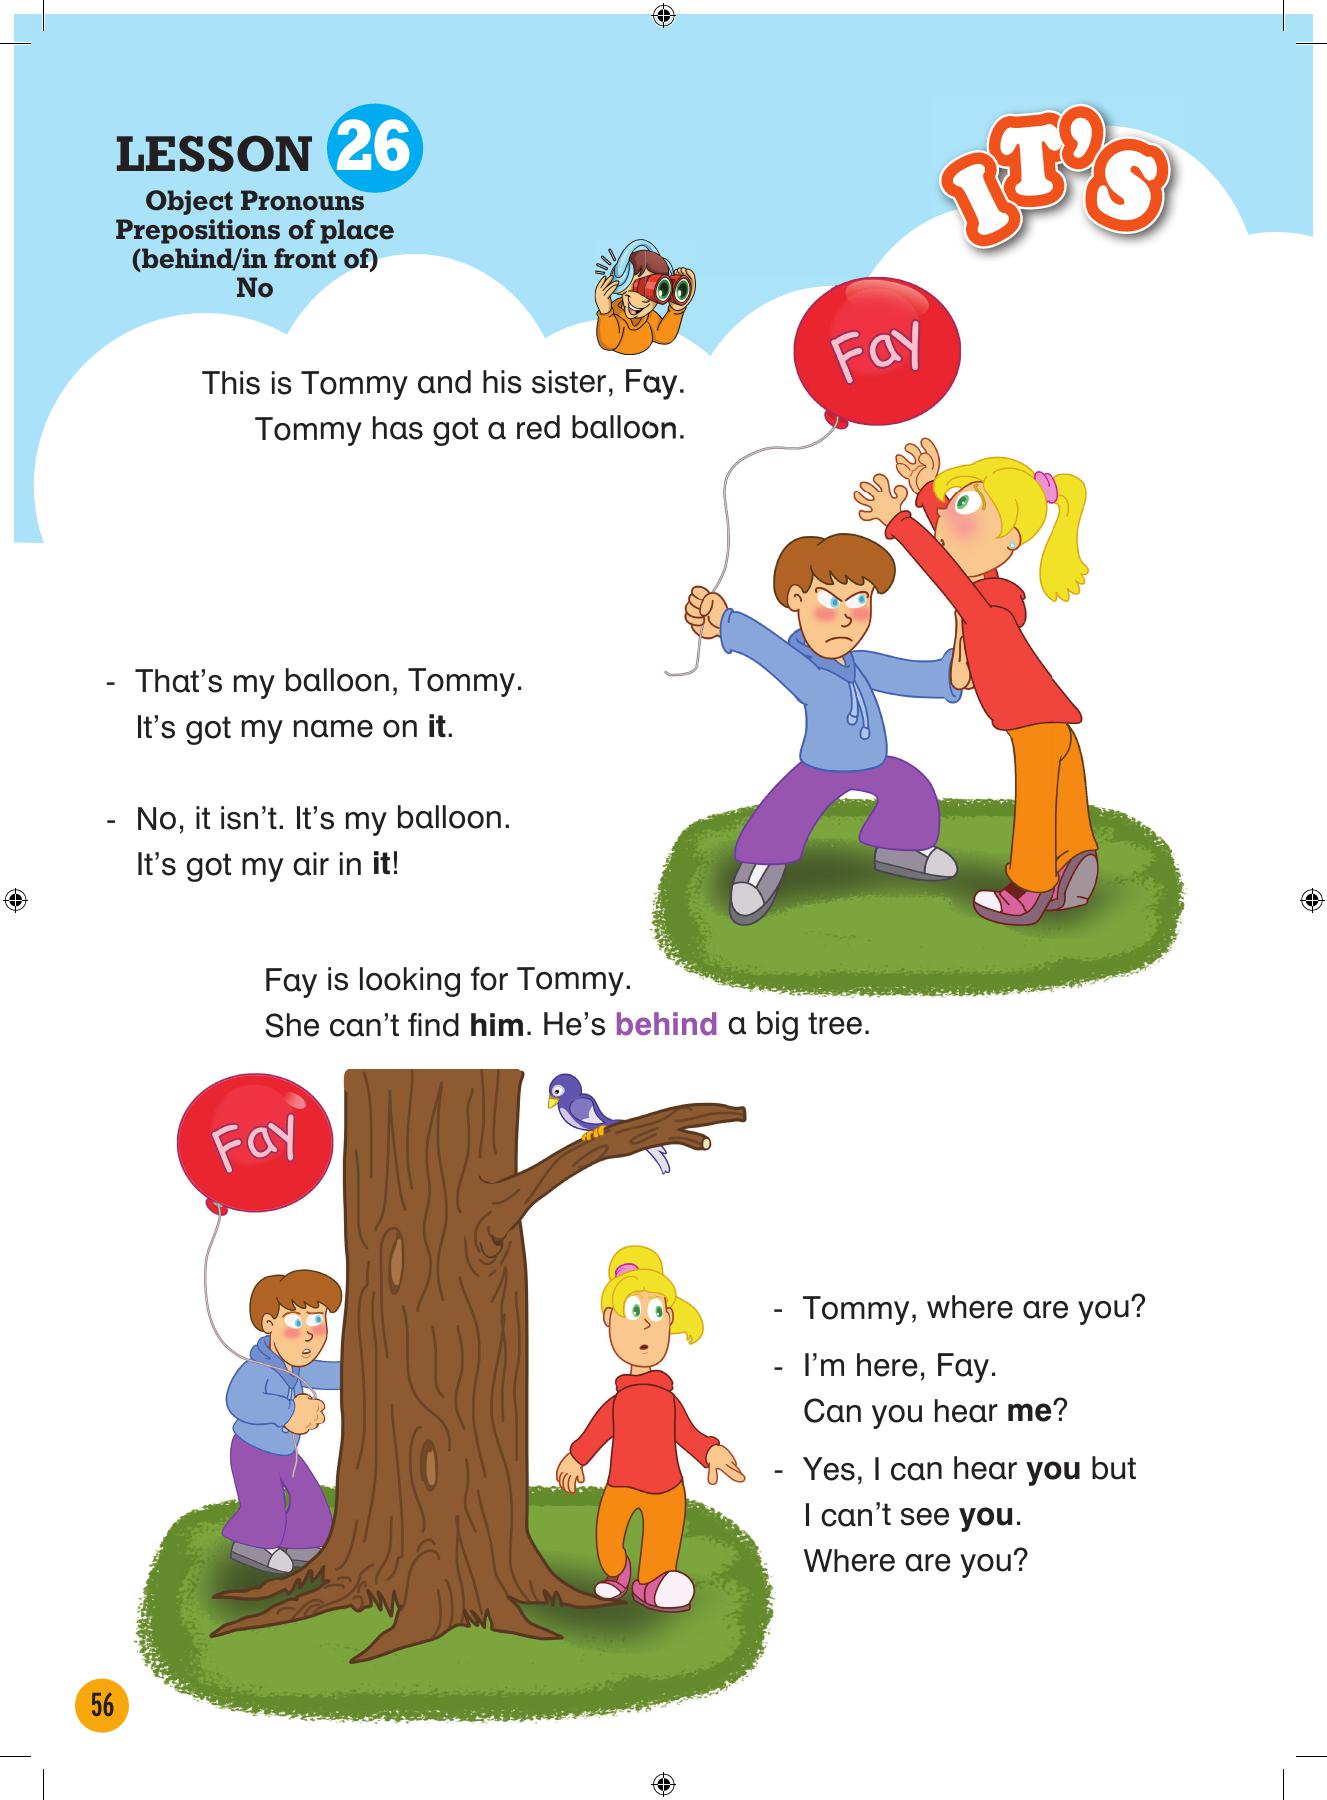 LESSON 26
Object Pronouns
Prepositions of place
(behind/in front of)
No
IT'S
This is Tommy and his sister, Fay.
Tommy has got a red balloon.
Fay
- That's my balloon, Tommy.
It's got my name on it.
- No, it isn't. It's my balloon.
It's got my air in it!
Fay is looking for Tommy.
She can't find him. He's behind a big tree.
Fay
- Tommy, where are you?
- I'm here, Fay.
Can you hear me?
- Yes, I can hear you but
I can't see you.
Where are you?
56